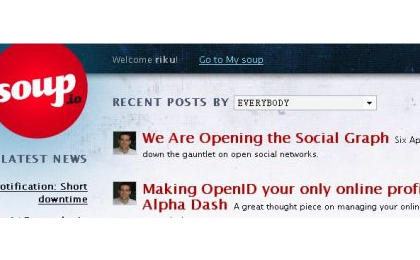 Welcome riku! Go to My soup
soup.io
RECENT POSTS BY EVERYBODY
We Are Opening the Social Graph Six Ap
down the gauntlet on open social networks.
LATEST NEWS
otification: Short
downtime
Making OpenID your only online profi
Alpha Dash A great thought piece on managing your onlin